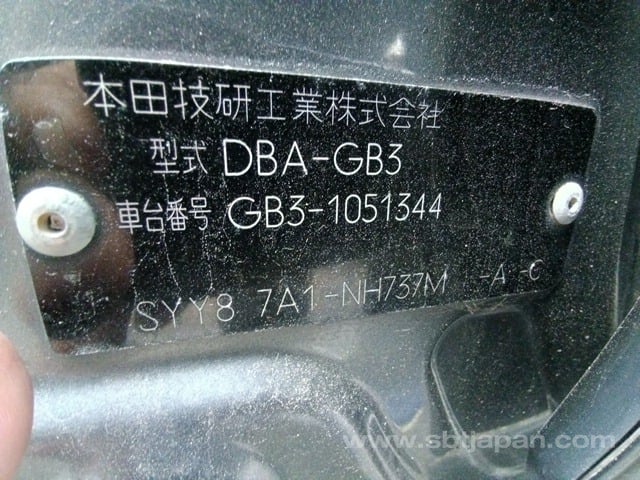 本田技研工業株式会社
型式 DBA-GB3
車台番号 GB3-1051344
SYY8 7A1-NH737M -A -C
www.sbtjapan.com